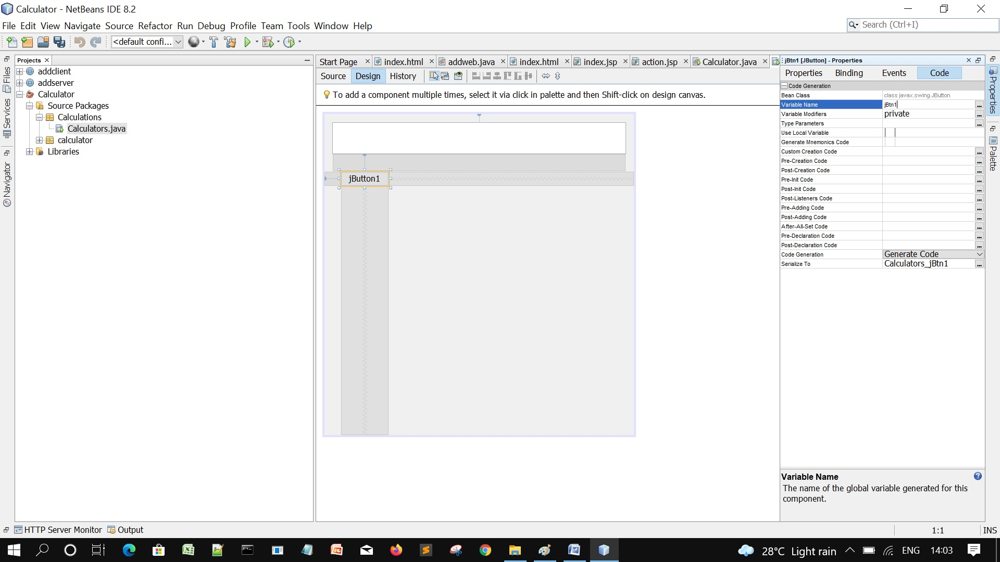 Calculator - NetBeans IDE 8.2
File Edit View Navigate Source Refactor Run Debug Profile Team Tools Window Help
Search (Ctrl+I)
<default confi...
Projects
addclient
addserver
Calculator
Source Packages
Calculations
Calculators.java
calculator
Libraries
Files
Services
Navigator
Start Page
index.html
addweb.java
index.html
index.jsp
action.jsp
Calculator.java
Source Design History
To add a component multiple times, select it via click in palette and then Shift-click on design canvas.
jButton1
jBtn1 [JButton] - Properties
Properties Binding Events Code
Code Generation
Bean Class class javax.swing.JButton
Variable Name jBtn1
Variable Modifiers private
Type Parameters
Use Local Variable
Generate Mnemonics Code
Custom Creation Code
Pre-Creation Code
Post-Creation Code
Pre-Init Code
Post-Init Code
Post-Listeners Code
Pre-Adding Code
Post-Adding Code
After-All-Set Code
Pre-Declaration Code
Post-Declaration Code
Code Generation Generate Code
Serialize To Calculators_jBtn1
Variable Name
The name of the global variable generated for this
component.
Properties
Palette
HTTP Server Monitor Output
1:1 INS
28°C Light rain ENG 14:03